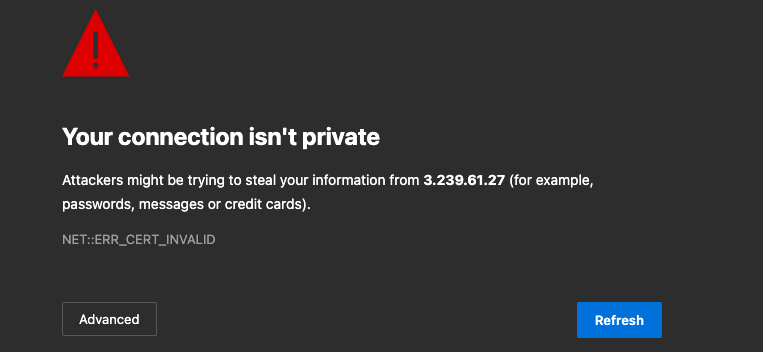 Your connection isn't private
Attackers might be trying to steal your information from 3.239.61.27 (for example,
passwords, messages or credit cards).
NET::ERR_CERT_INVALID
Advanced
Refresh